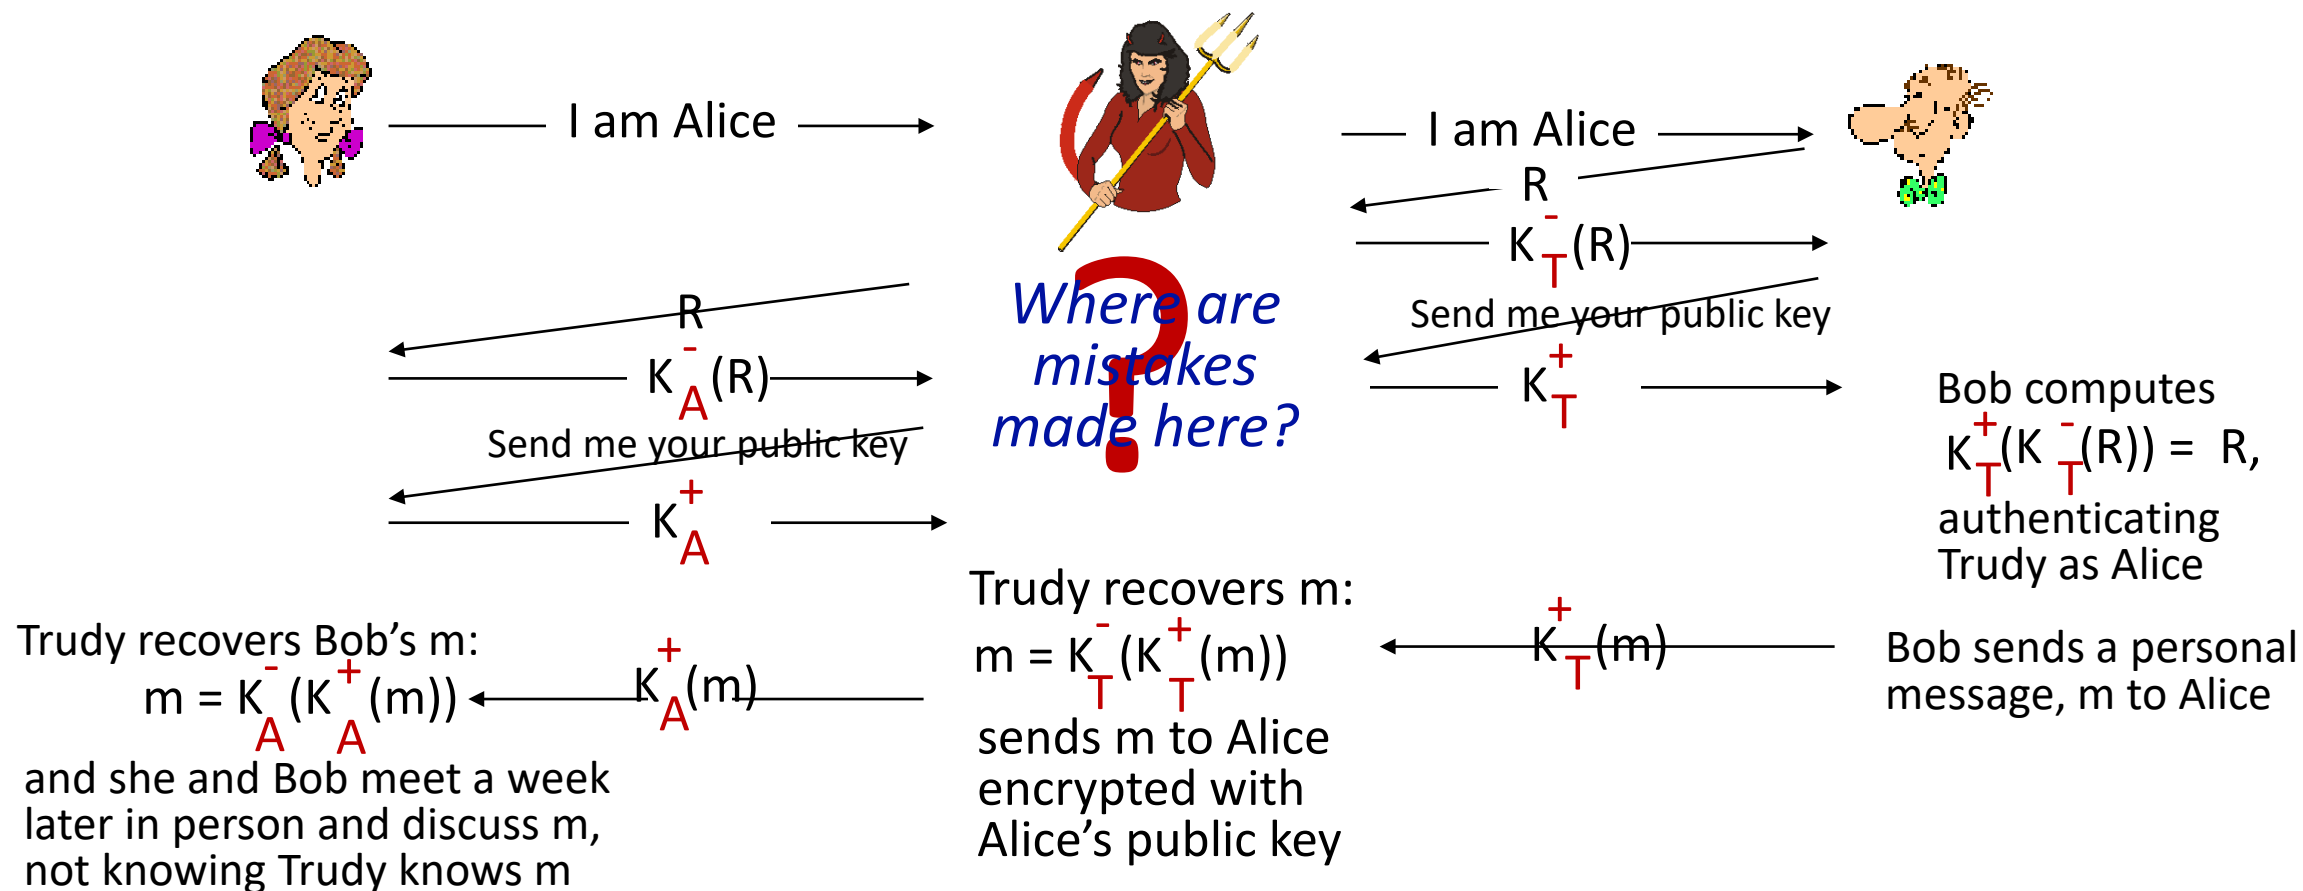 I am Alice
I am Alice
R
K-T(R)
Send me your public key
K+T
R
K-A(R)
Send me your public key
K+A
?
Where are
mistakes
made here?
Bob computes
K+T(K-T(R)) = R,
authenticating
Trudy as Alice
Bob sends a personal
message, m to Alice
K+T(m)
Trudy recovers m:
m = K-T(K+T(m))
sends m to Alice
encrypted with
Alice's public key
K+A(m)
Trudy recovers Bob's m:
m = K-A(K+A(m))
and she and Bob meet a week
later in person and discuss m,
not knowing Trudy knows m